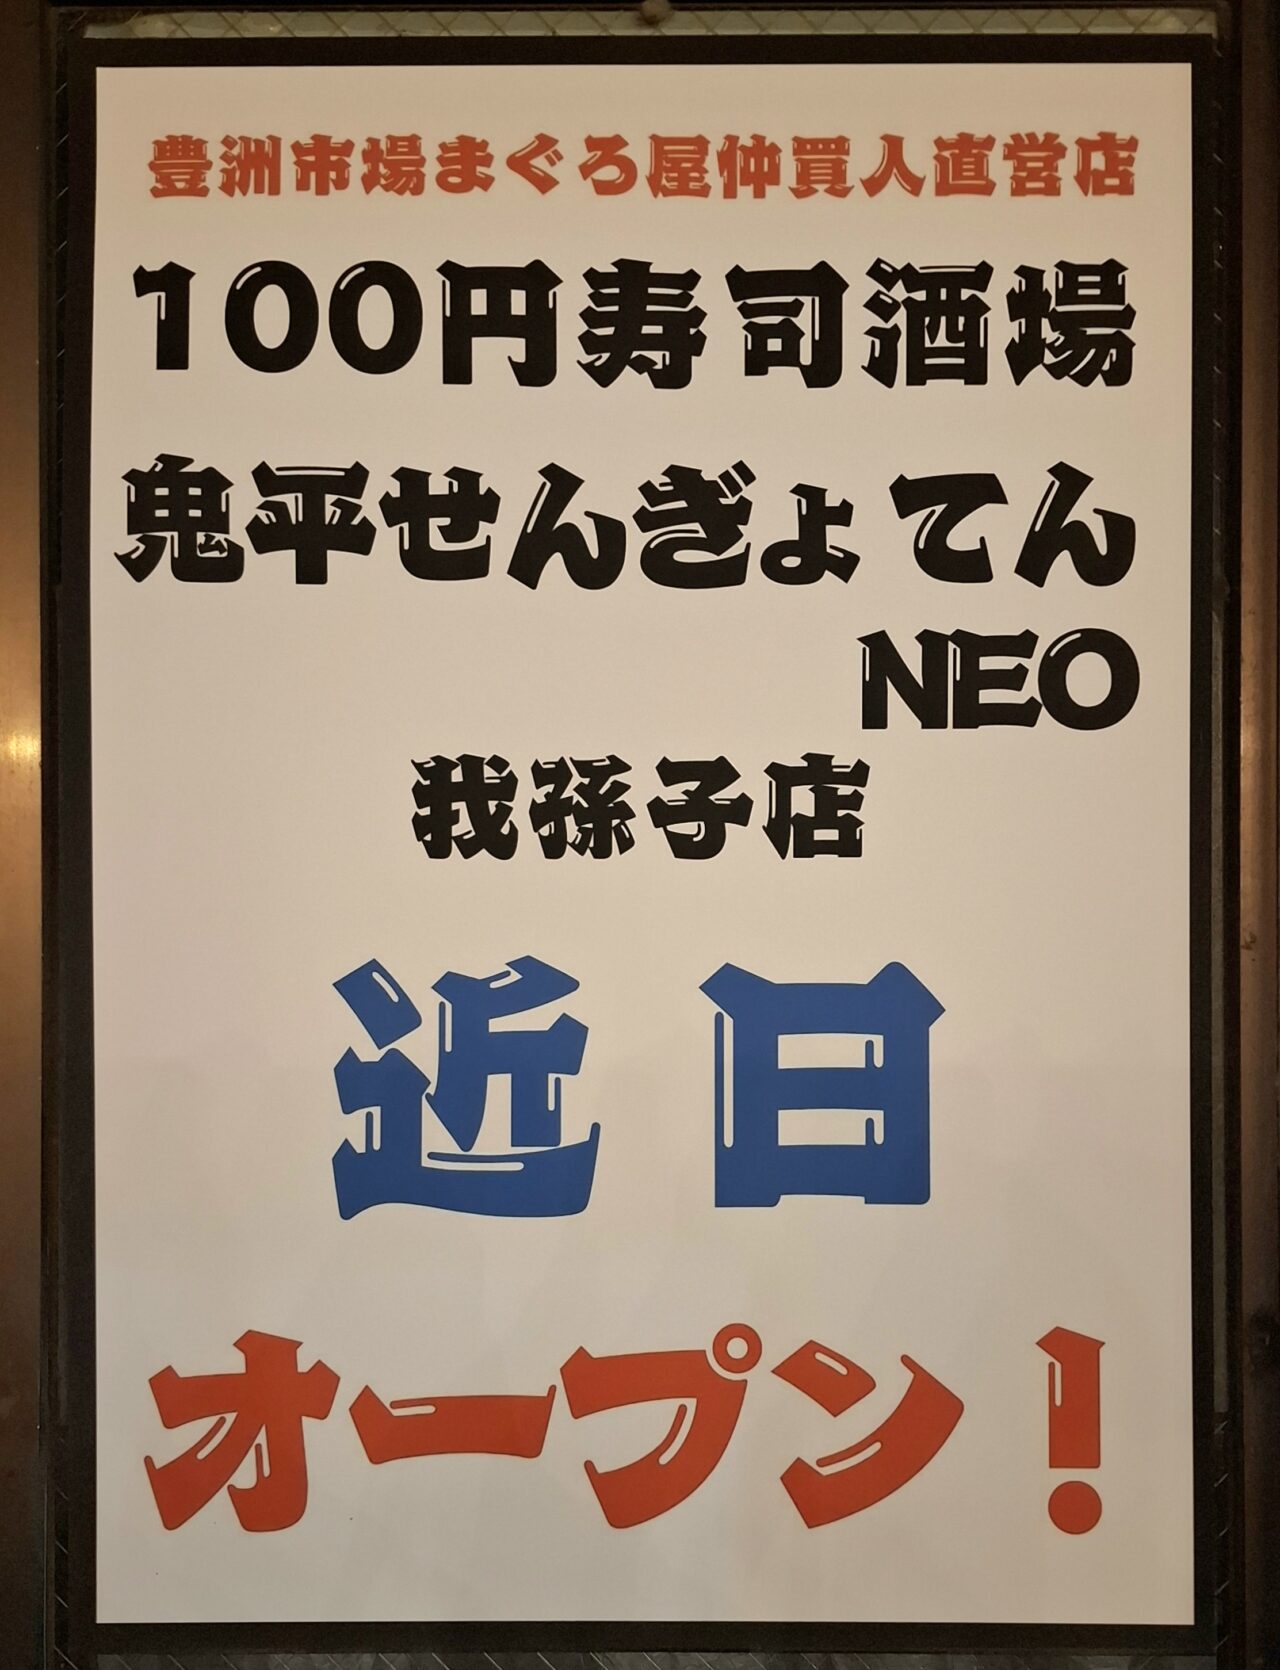 豊洲市場まぐろ屋仲買人直営店
100円寿司酒場
鬼平せんぎょてん
NEO
我孫子店
近日
オープン！